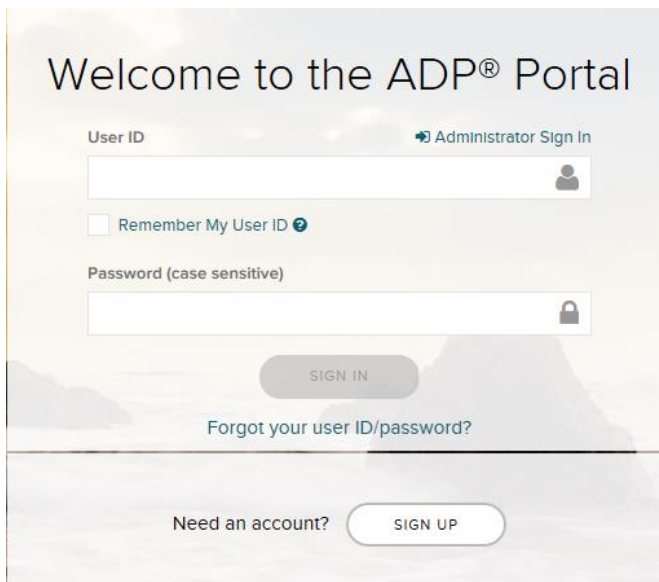 Welcome to the ADP® Portal
User ID
Administrator Sign In
Remember My User ID
Password (case sensitive)
SIGN IN
Forgot your user ID/password?
Need an account?
SIGN UP